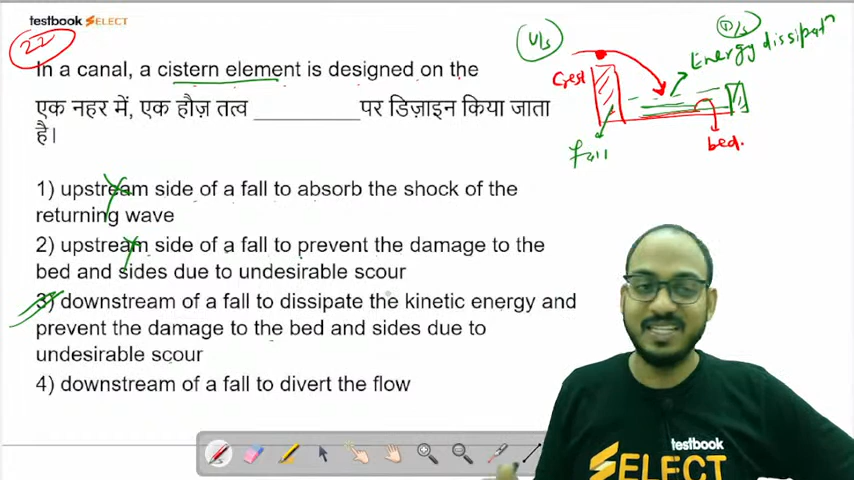 testbook SELECT
22
U/s
D/s
Energy dissipatn
Crest
fall
bed.
In a canal, a cistern element is designed on the
एक नहर में, एक हौज़ तत्व __________ पर डिज़ाइन किया जाता
है।
1) upstream side of a fall to absorb the shock of the
returning wave
2) upstream side of a fall to prevent the damage to the
bed and sides due to undesirable scour
3) downstream of a fall to dissipate the kinetic energy and
prevent the damage to the bed and sides due to
undesirable scour
4) downstream of a fall to divert the flow
testbook
SELECT